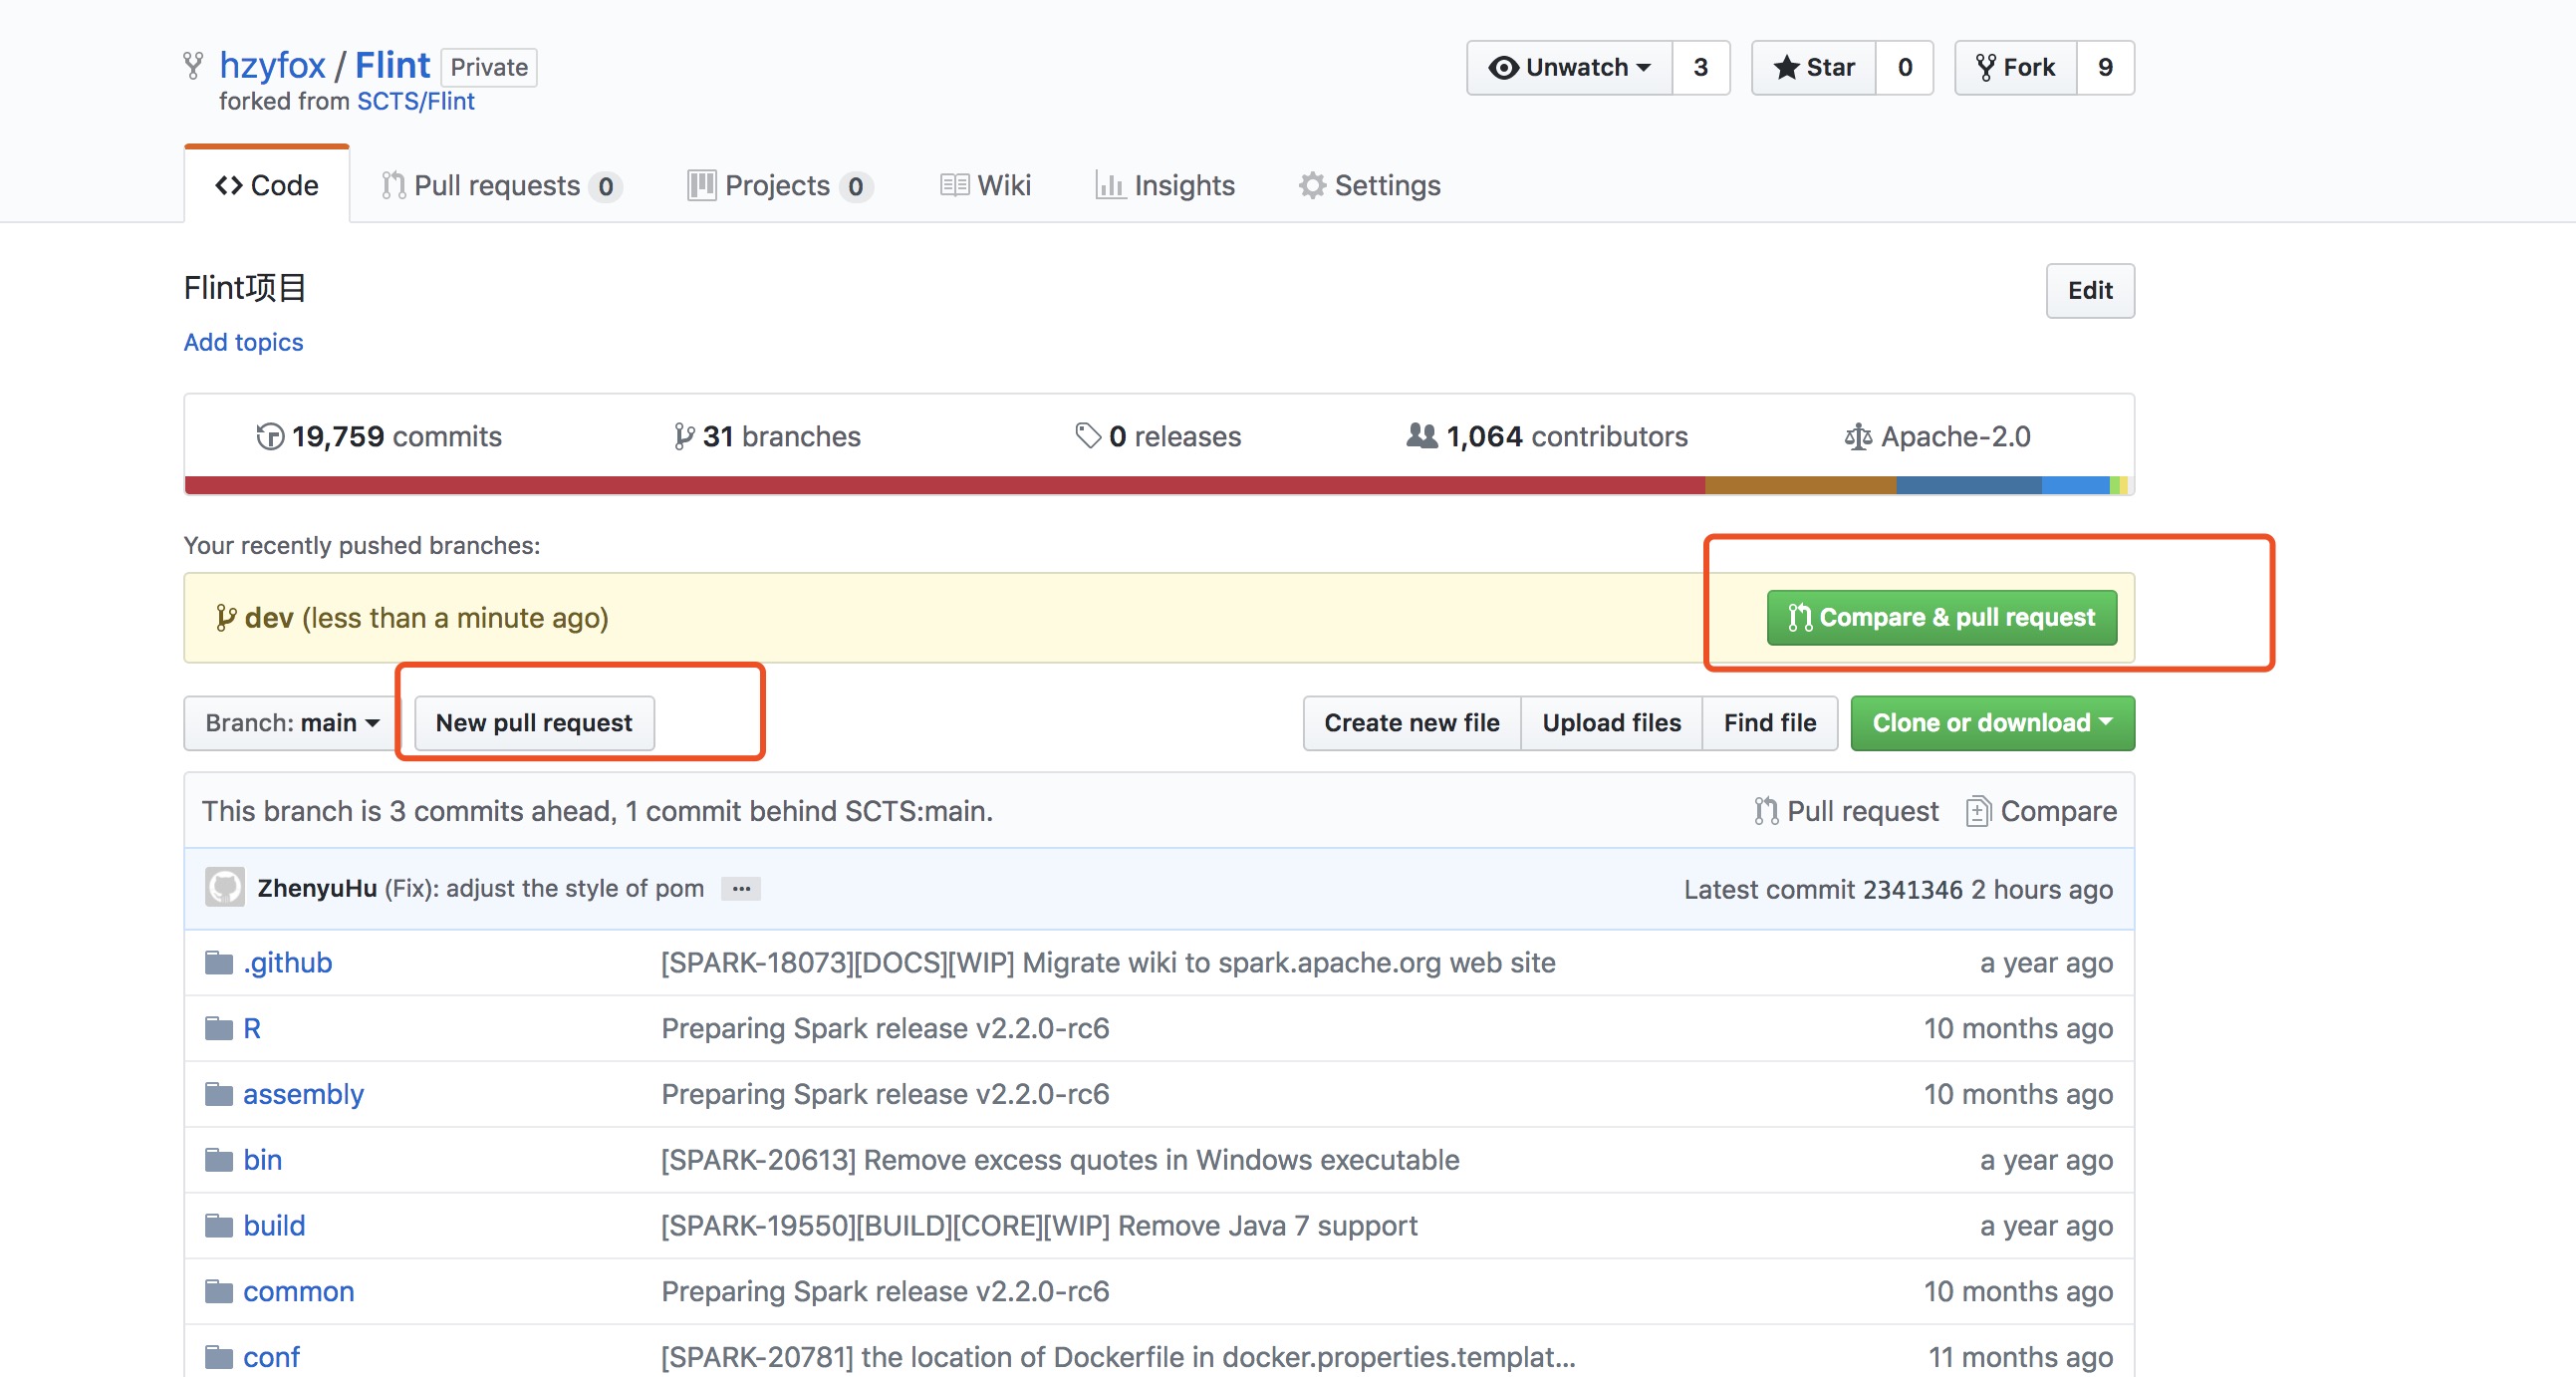 hzyfox / Flint Private
Unwatch 3 Star 0 Fork 9
forked from SCTS/Flint
Code Pull requests 0 Projects 0 Wiki Insights Settings
Flint项目
Edit
Add topics
19,759 commits 31 branches 0 releases 1,064 contributors Apache-2.0
Your recently pushed branches:
dev (less than a minute ago) Compare & pull request
Branch: main New pull request Create new file Upload files Find file Clone or download
This branch is 3 commits ahead, 1 commit behind SCTS:main. Pull request Compare
ZhenyuHu (Fix): adjust the style of pom ... Latest commit 2341346 2 hours ago
.github [SPARK-18073][DOCS][WIP] Migrate wiki to spark.apache.org web site a year ago
R Preparing Spark release v2.2.0-rc6 10 months ago
assembly Preparing Spark release v2.2.0-rc6 10 months ago
bin [SPARK-20613] Remove excess quotes in Windows executable a year ago
build [SPARK-19550][BUILD][CORE][WIP] Remove Java 7 support a year ago
common Preparing Spark release v2.2.0-rc6 10 months ago
conf [SPARK-20781] the location of Dockerfile in docker.properties.templat... 11 months ago